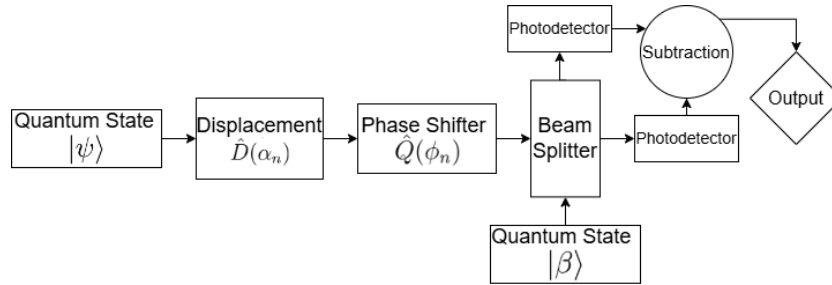 Quantum State
|ψ⟩
Displacement
D̂(αₙ)
Phase Shifter
Q̂(ϕₙ)
Beam
Splitter
Quantum State
|β⟩
Photodetector
Photodetector
Subtraction
Output